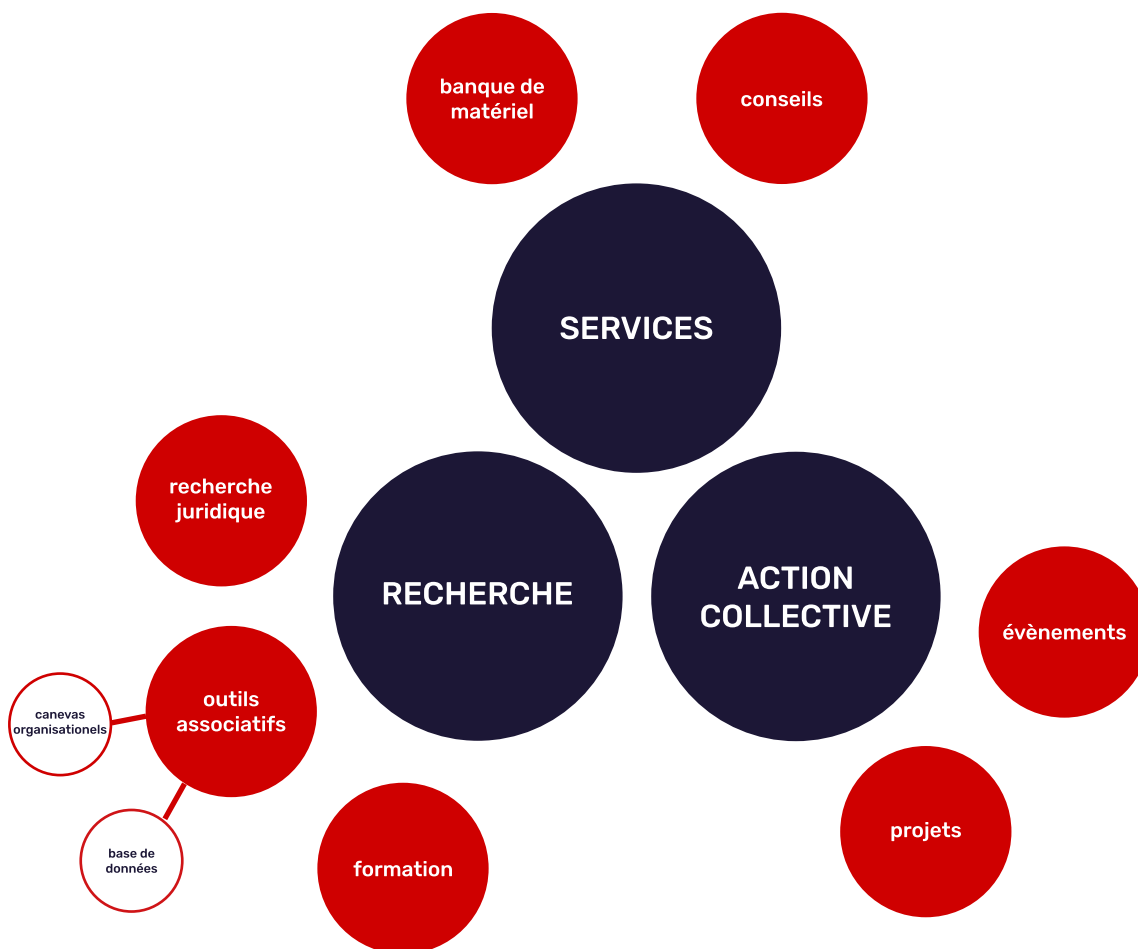 banque de
matériel
conseils
SERVICES
recherche
juridique
RECHERCHE
ACTION
COLLECTIVE
évènements
outils
associatifs
canevas
organisationels
base de
données
formation
projets